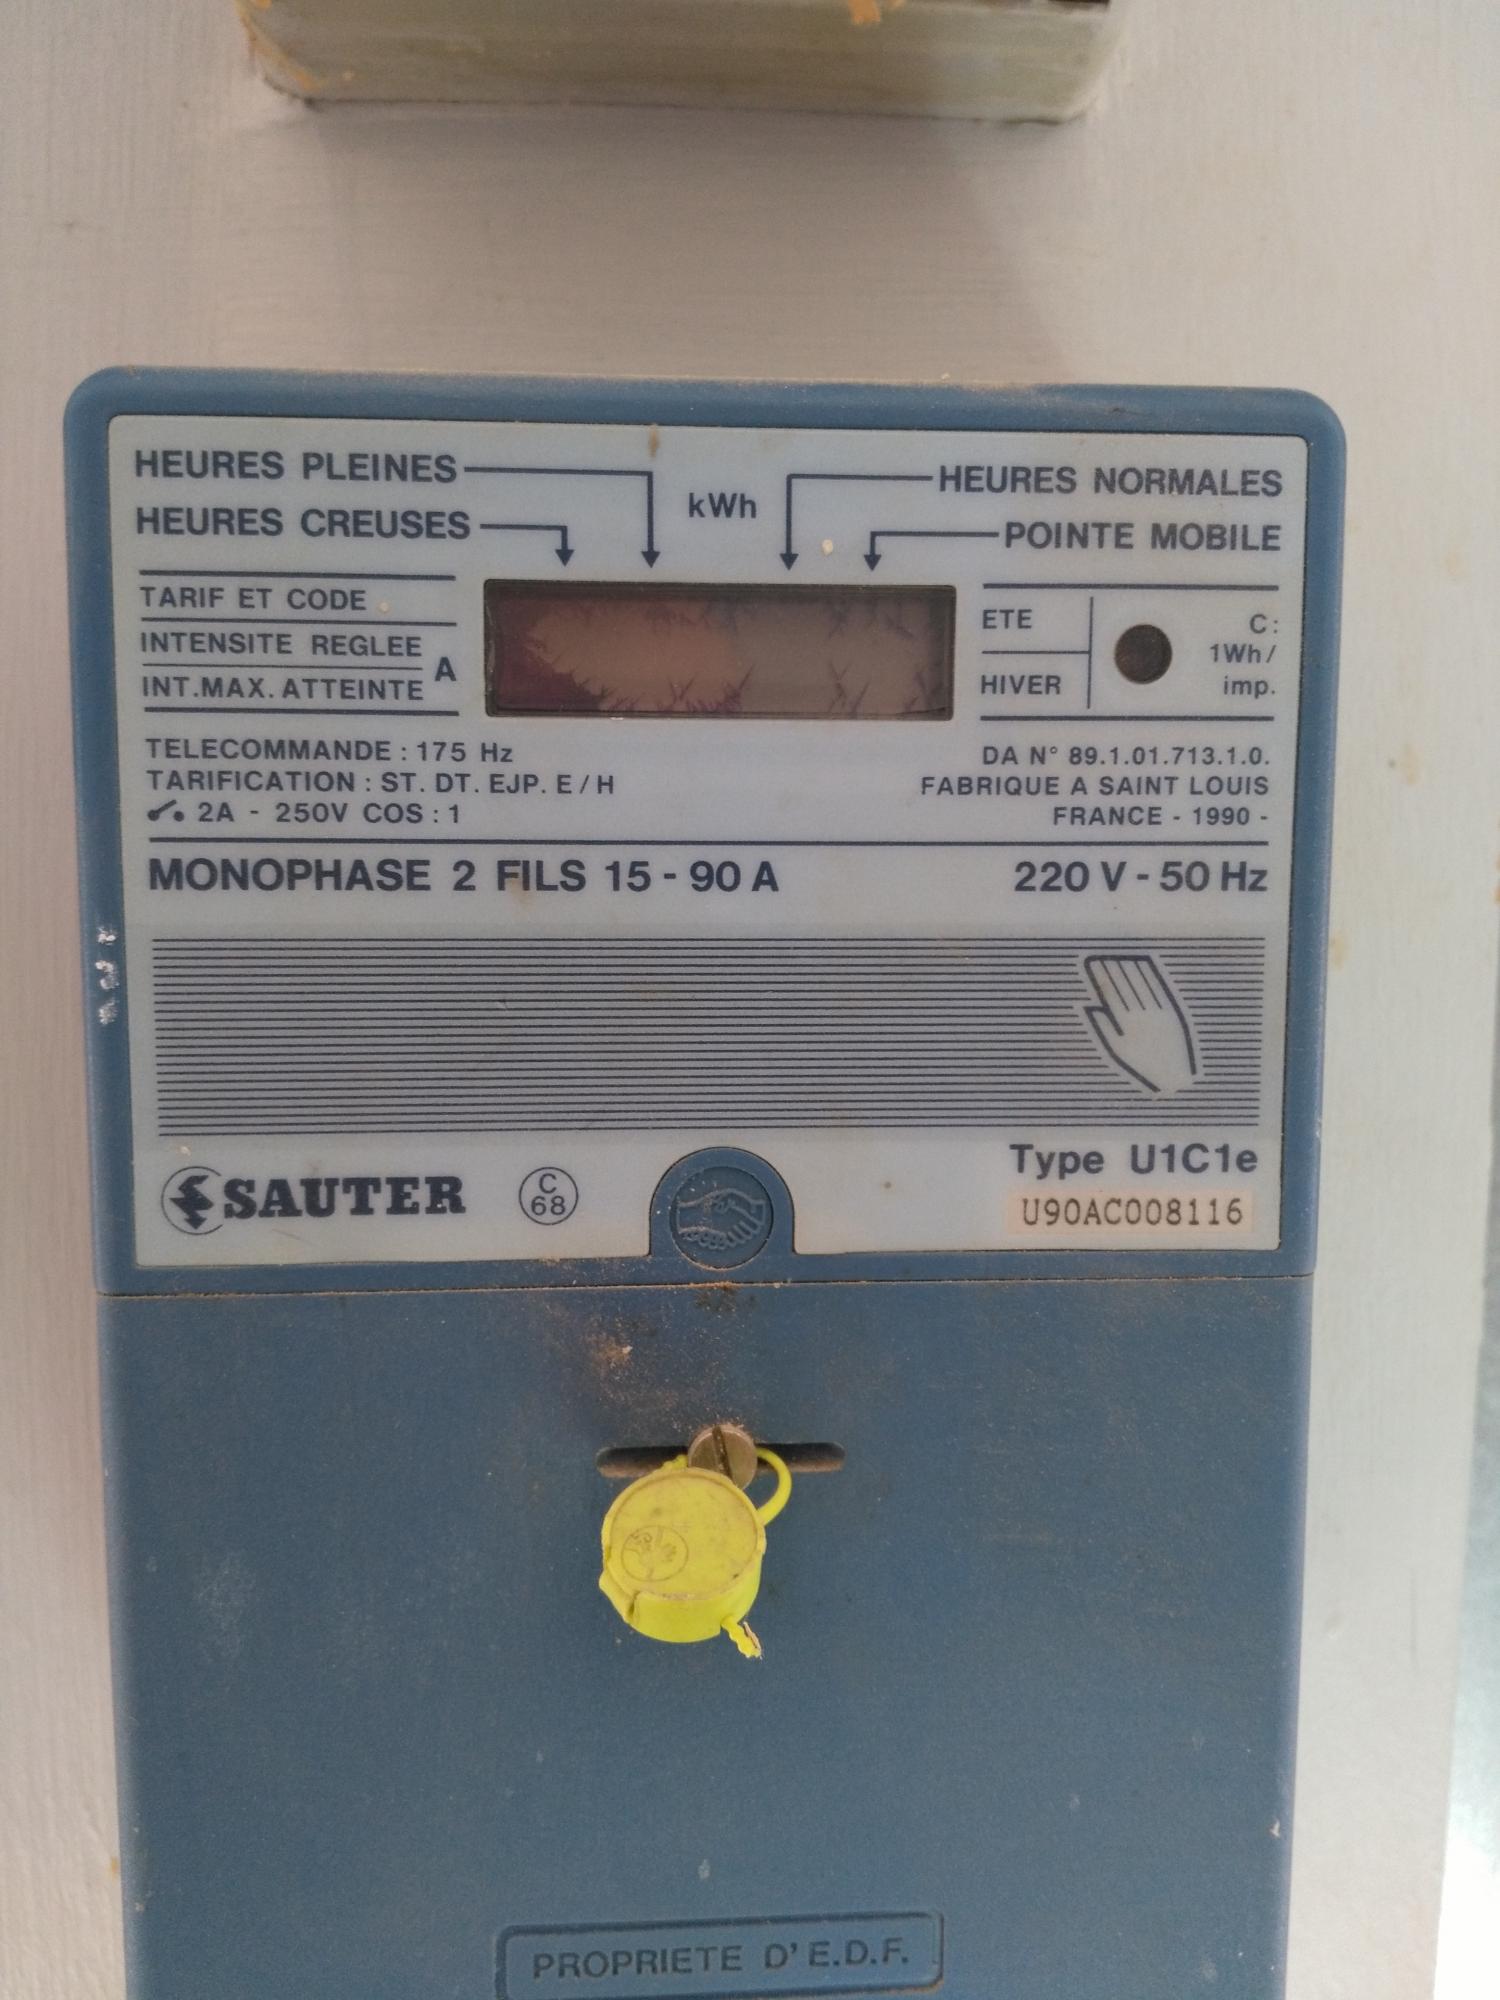 HEURES PLEINES
HEURES CREUSES
kWh
HEURES NORMALES
POINTE MOBILE
TARIF ET CODE
INTENSITE REGLEE
INT.MAX.ATTEINTE
A
ETE
HIVER
C:
1Wh/
imp.
TELECOMMANDE : 175 Hz
TARIFICATION : ST. DT. EJP. E/H
2A - 250V COS : 1
DA N° 89.1.01.713.1.0.
FABRIQUE A SAINT LOUIS
FRANCE - 1990 -
MONOPHASE 2 FILS 15 - 90 A
220 V - 50 Hz
SAUTER
C
68
Type U1C1e
U90AC008116
PROPRIETE D'E.D.F.